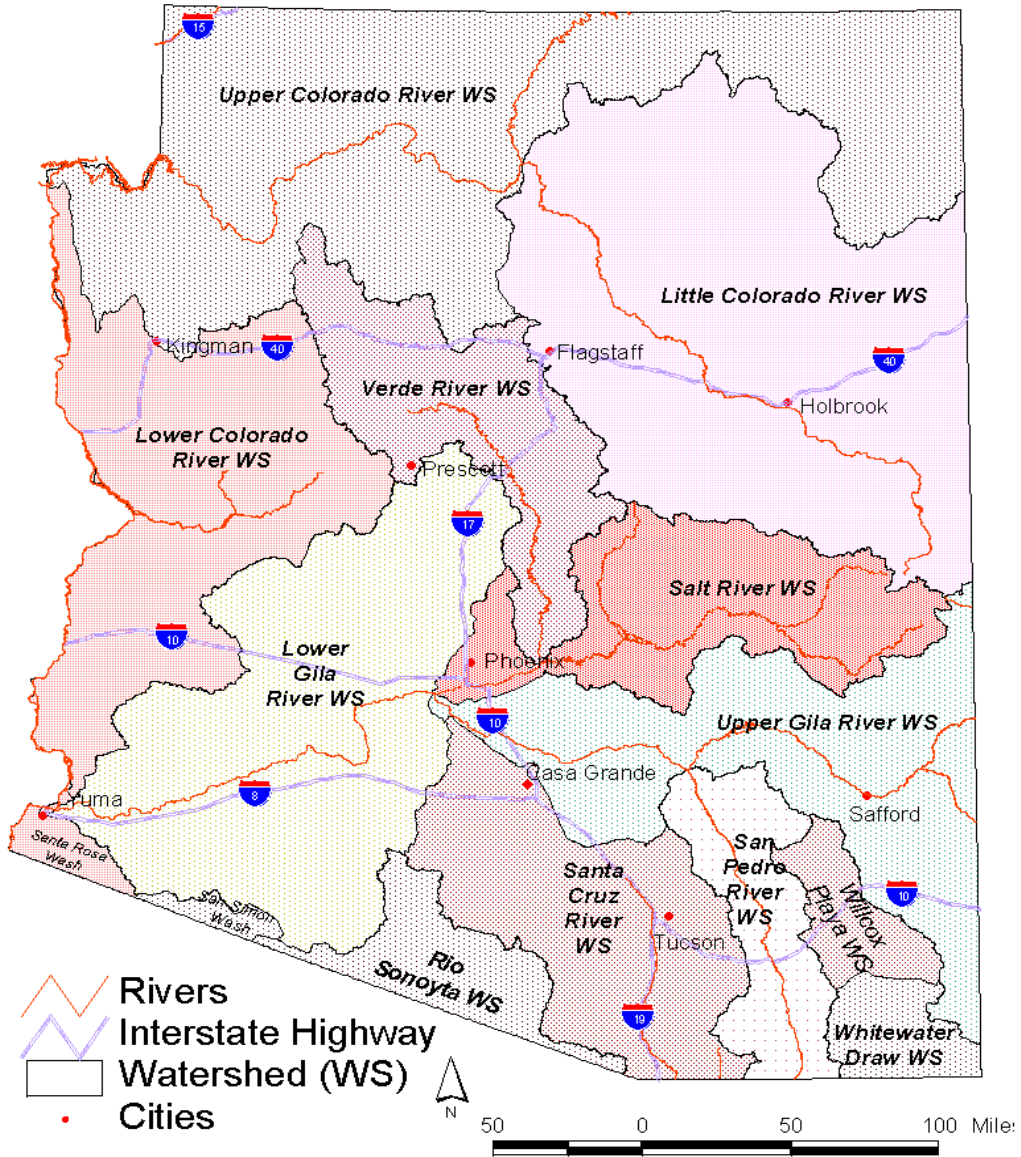 15
Upper Colorado River WS
Little Colorado River WS
Kingman
40
Flagstaff
40
Verde River WS
Holbrook
Lower Colorado
River WS
Prescott
17
Salt River WS
10
Lower
Gila
River WS
Phoenix
10
Upper Gila River WS
Casa Grande
8
Yuma
Safford
Santa Rosa
Wash
San Simon
Wash
Santa
Cruz
River
WS
San
Pedro
River
WS
Willcox
Playa WS
10
Tucson
Rio
Sonoyta WS
19
Whitewater
Draw WS
Rivers
Interstate Highway
Watershed (WS)
Cities
N
50 0 50 100 Miles